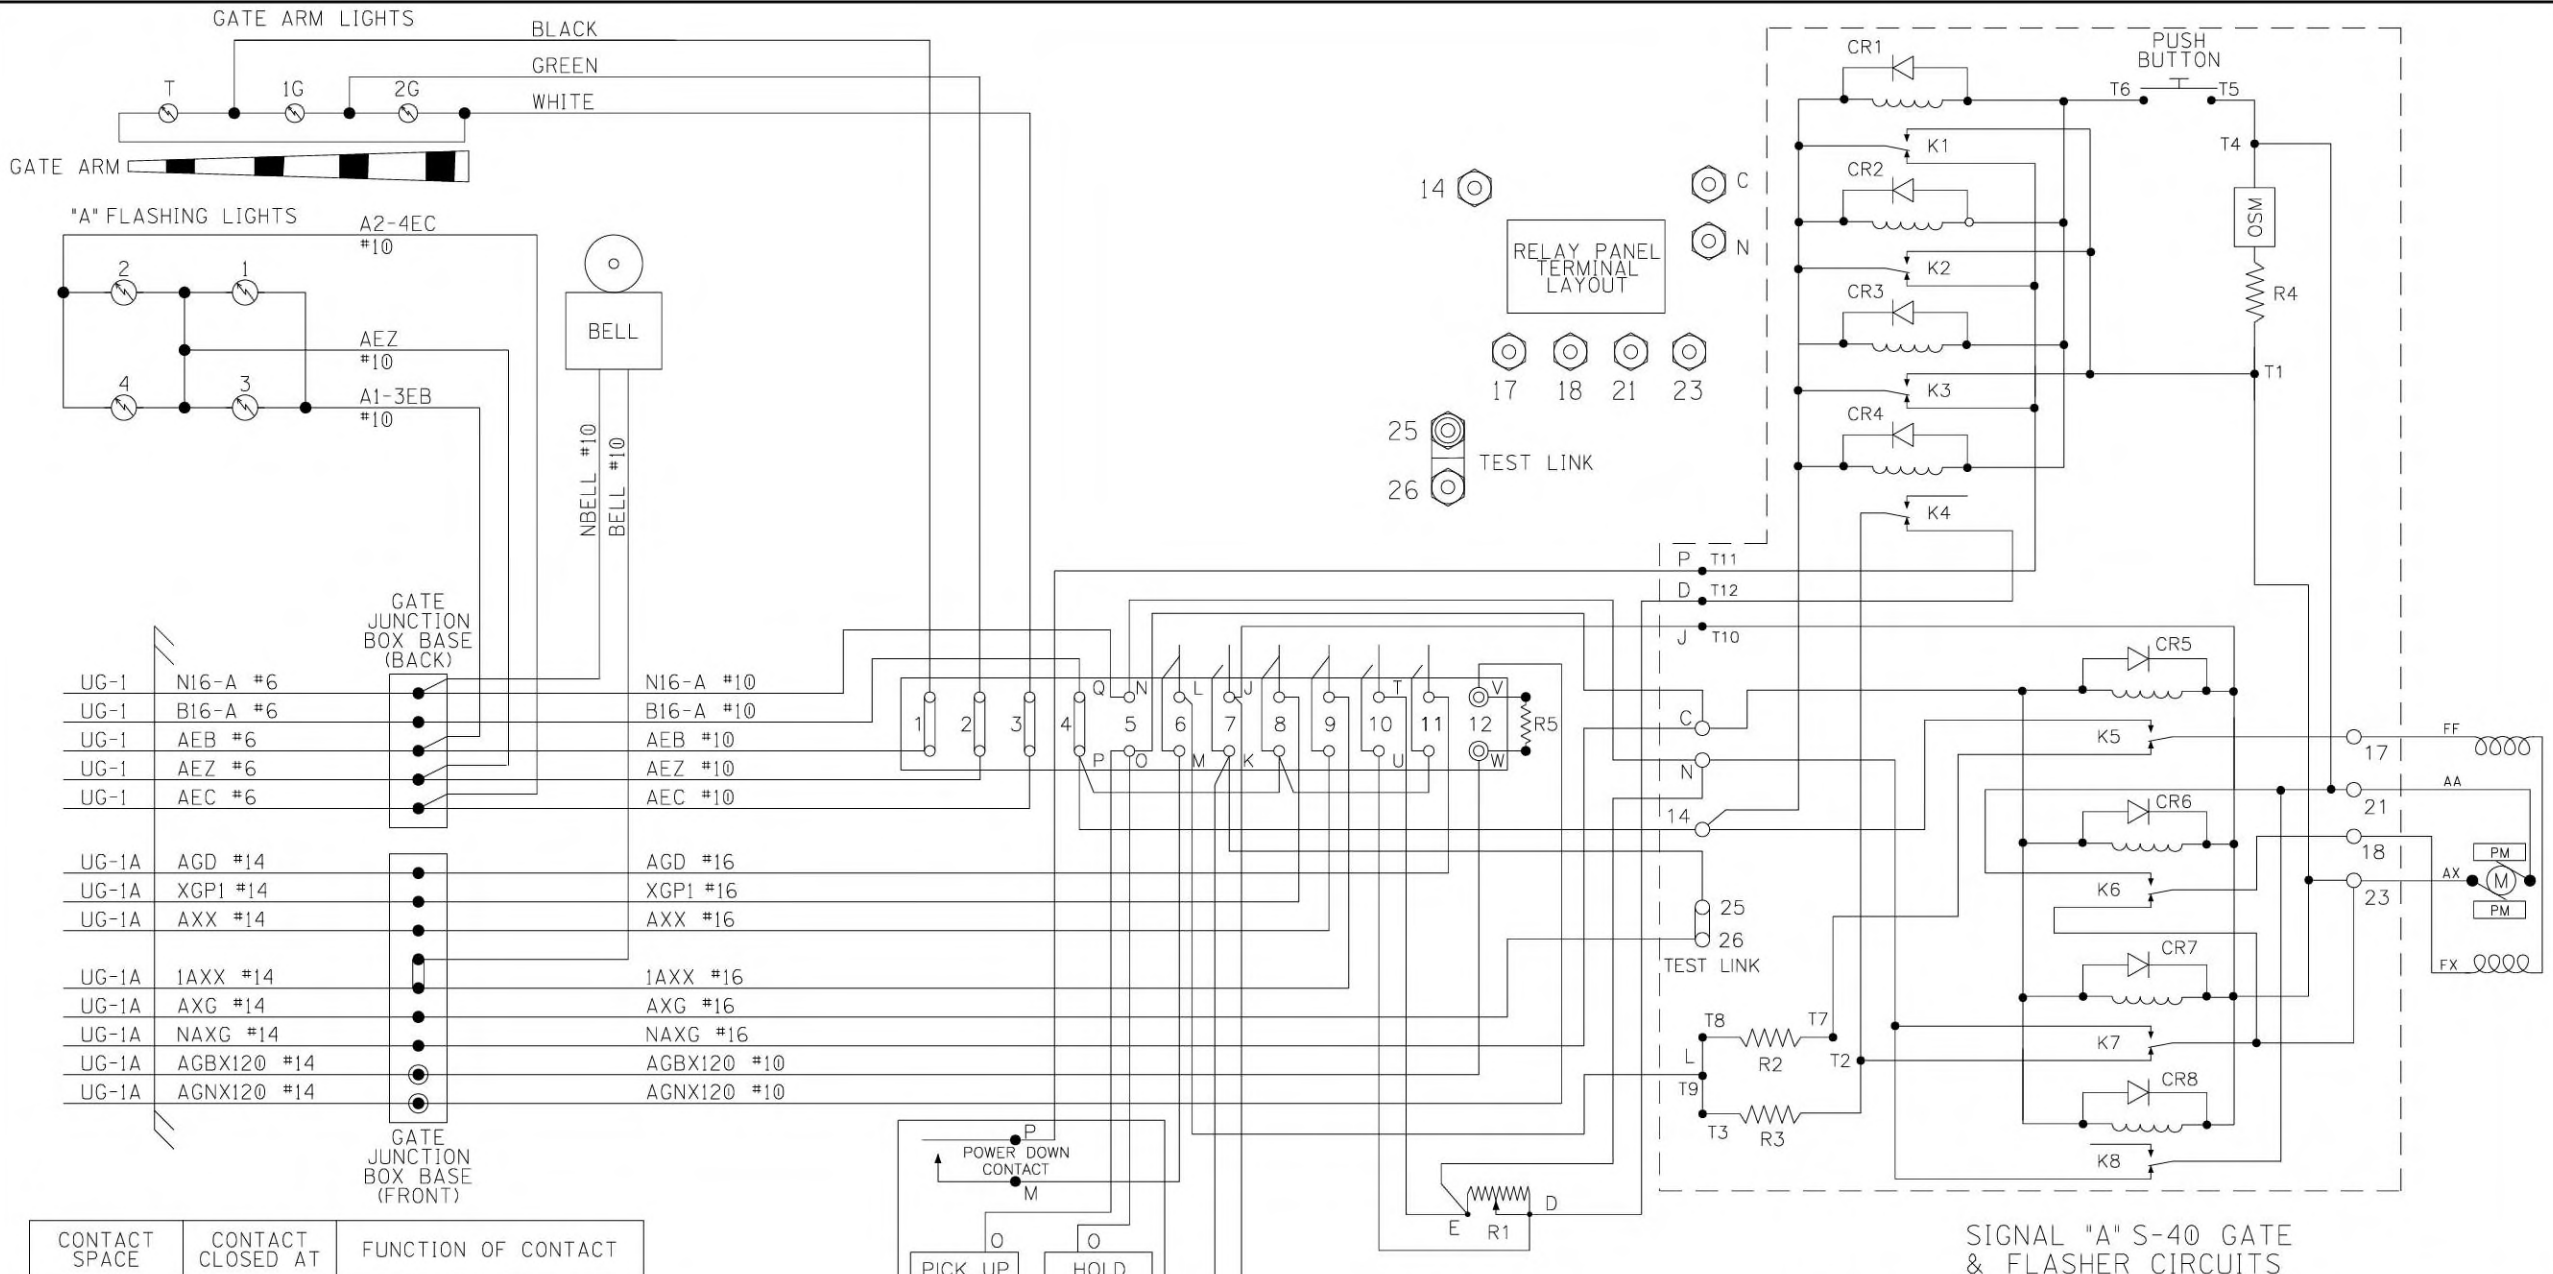 GATE ARM LIGHTS
BLACK
GREEN
WHITE
T
1G
2G
GATE ARM
"A" FLASHING LIGHTS
A2-4EC
#10
2
1
AEZ
#10
4
3
A1-3EB
#10
BELL
NBELL #10
BELL #10
GATE
JUNCTION
BOX BASE
(BACK)
UG-1 N16-A #6 N16-A #10
UG-1 B16-A #6 B16-A #10
UG-1 AEB #6 AEB #10
UG-1 AEZ #6 AEZ #10
UG-1 AEC #6 AEC #10
UG-1A AGD #14 AGD #16
UG-1A XGP1 #14 XGP1 #16
UG-1A AXX #14 AXX #16
UG-1A 1AXX #14 1AXX #16
UG-1A AXG #14 AXG #16
UG-1A NAXG #14 NAXG #16
UG-1A AGBX120 #14 AGBX120 #10
UG-1A AGNX120 #14 AGNX120 #10
GATE
JUNCTION
BOX BASE
(FRONT)
CONTACT
SPACE
CONTACT
CLOSED AT
FUNCTION OF CONTACT
14
C
N
RELAY PANEL
TERMINAL
LAYOUT
17 18 21 23
25
TEST LINK
26
Q N L J T V
1 2 3 4 5 6 7 8 9 10 11 12 R5
P O M K U W
P
POWER DOWN
CONTACT
M
O
PICK UP
O
HOLD
E
R1
D
PUSH
BUTTON
CR1
T6
T5
K1
T4
CR2
OSM
K2
R4
CR3
K3
T1
CR4
K4
P T11
D T12
J T10
CR5
C
K5
N
17
FF
14
CR6
21
AA
18
K6
PM
AX
M
23
PM
25
26
TEST LINK
CR7
FX
T8
T7
R2
L
T2
K7
T9
CR8
T3
R3
K8
SIGNAL "A" S-40 GATE
& FLASHER CIRCUITS